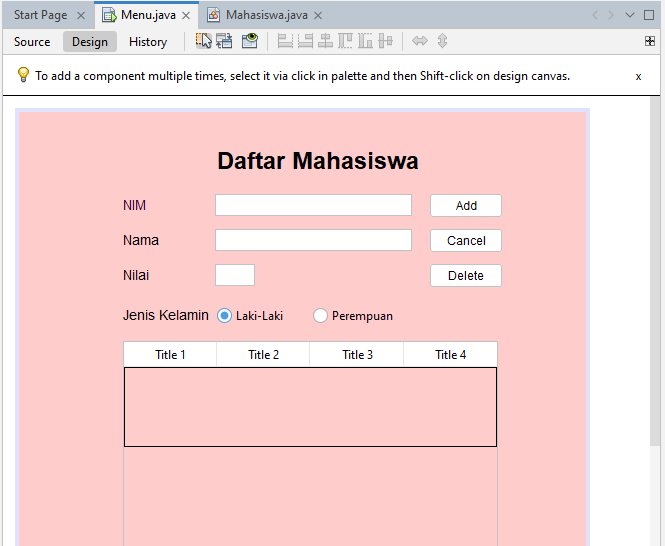 Start Page Menu.java Mahasiswa.java
Source Design History
To add a component multiple times, select it via click in palette and then Shift-click on design canvas. x
Daftar Mahasiswa
NIM Add
Nama Cancel
Nilai Delete
Jenis Kelamin Laki-Laki Perempuan
Title 1 Title 2 Title 3 Title 4